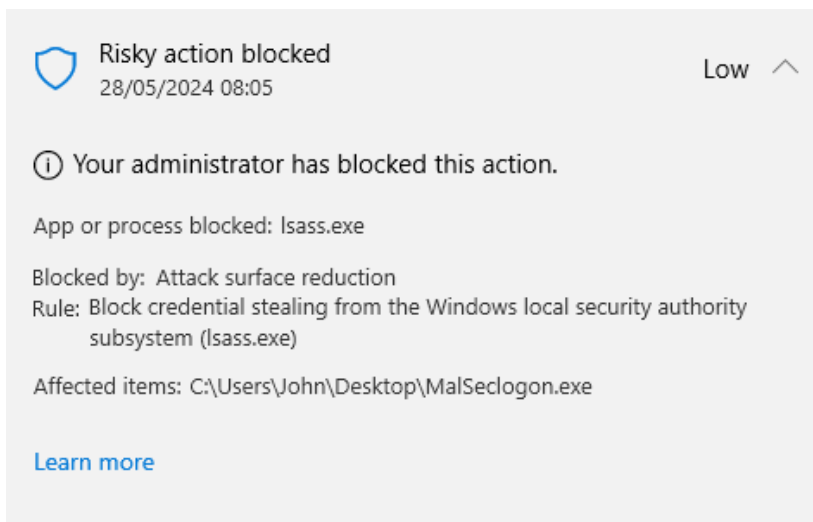 Risky action blocked
28/05/2024 08:05
Low
Your administrator has blocked this action.
App or process blocked: lsass.exe
Blocked by: Attack surface reduction
Rule: Block credential stealing from the Windows local security authority
subsystem (lsass.exe)
Affected items: C:\Users\John\Desktop\MalSeclogon.exe
Learn more